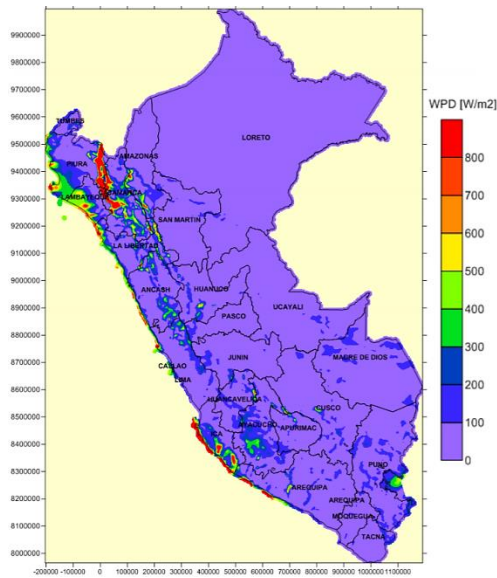 9900000
9800000
9700000
9600000
9500000
9400000
9300000
9200000
9100000
9000000
8900000
8800000
8700000
8600000
8500000
8400000
8300000
8200000
8100000
8000000
-200000 -100000 0 100000 200000 300000 400000 500000 600000 700000 800000 900000 1000000 1100000
TUMBES
LORETO
PIURA
AMAZONAS
CAJAMARCA
LAMBAYEQUE
SAN MARTIN
LA LIBERTAD
ANCASH
HUANUCO
UCAYALI
PASCO
JUNIN
MADRE DE DIOS
CALLAO
LIMA
HUANCAVELICA
CUSCO
AYACUCHO
APURIMAC
ICA
PUNO
AREQUIPA
AREQUIPA
MOQUEGUA
TACNA
WPD [W/m2]
800
700
600
500
400
300
200
100
0